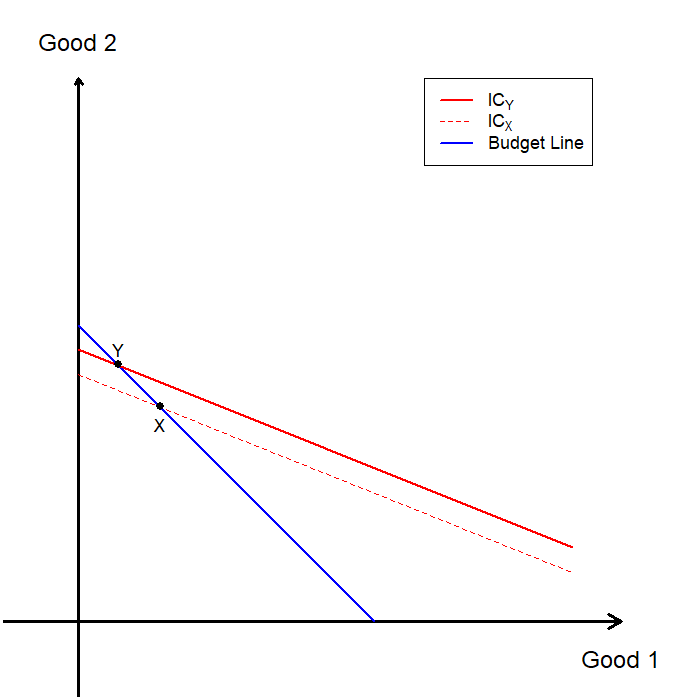 Good 2
IC_Y
IC_X
Budget Line
Y
X
Good 1